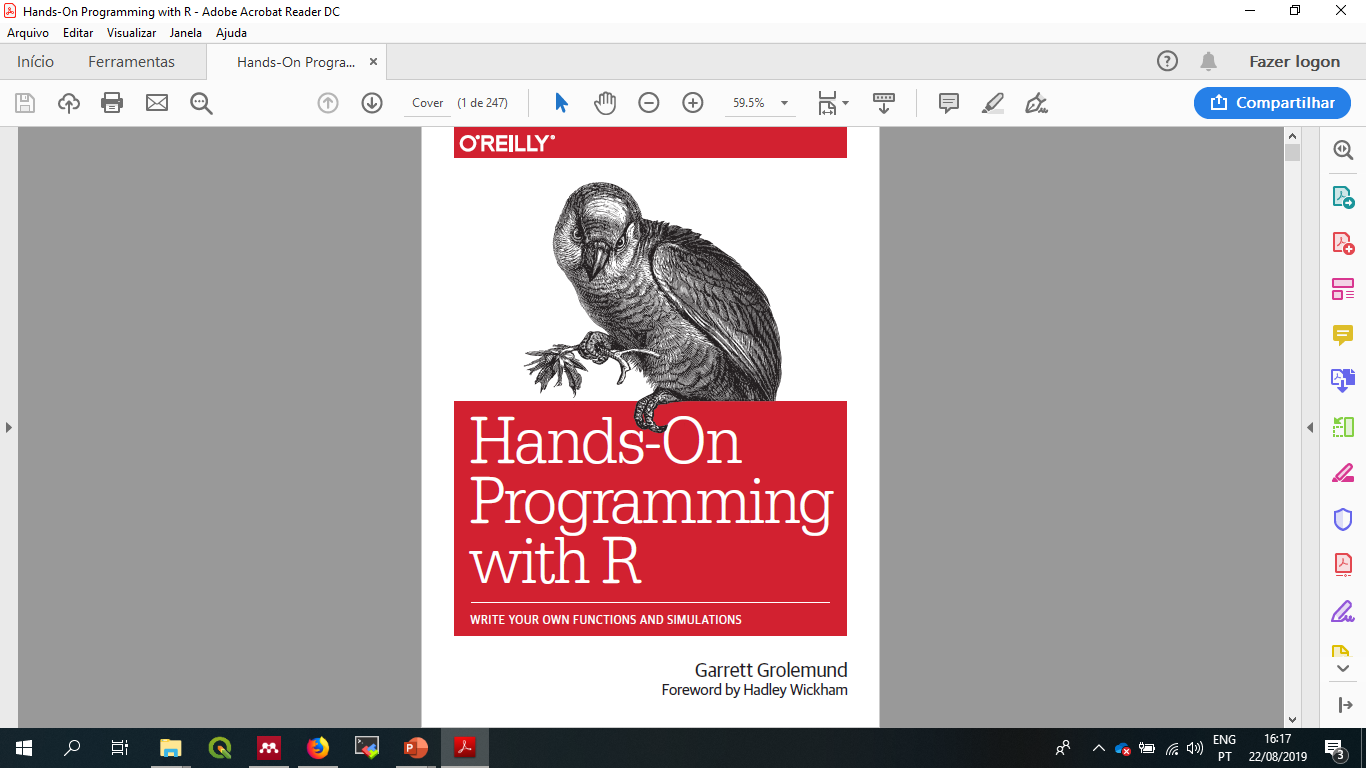 Hands-On Programming with R - Adobe Acrobat Reader DC
Arquivo Editar Visualizar Janela Ajuda
Início Ferramentas Hands-On Progra... × Fazer logon
Cover (1 de 247) 59.5% Compartilhar
O'REILLY®
Hands-On
Programming
with R
WRITE YOUR OWN FUNCTIONS AND SIMULATIONS
Garrett Grolemund
Foreword by Hadley Wickham
ENG 16:17
PT 22/08/2019 3